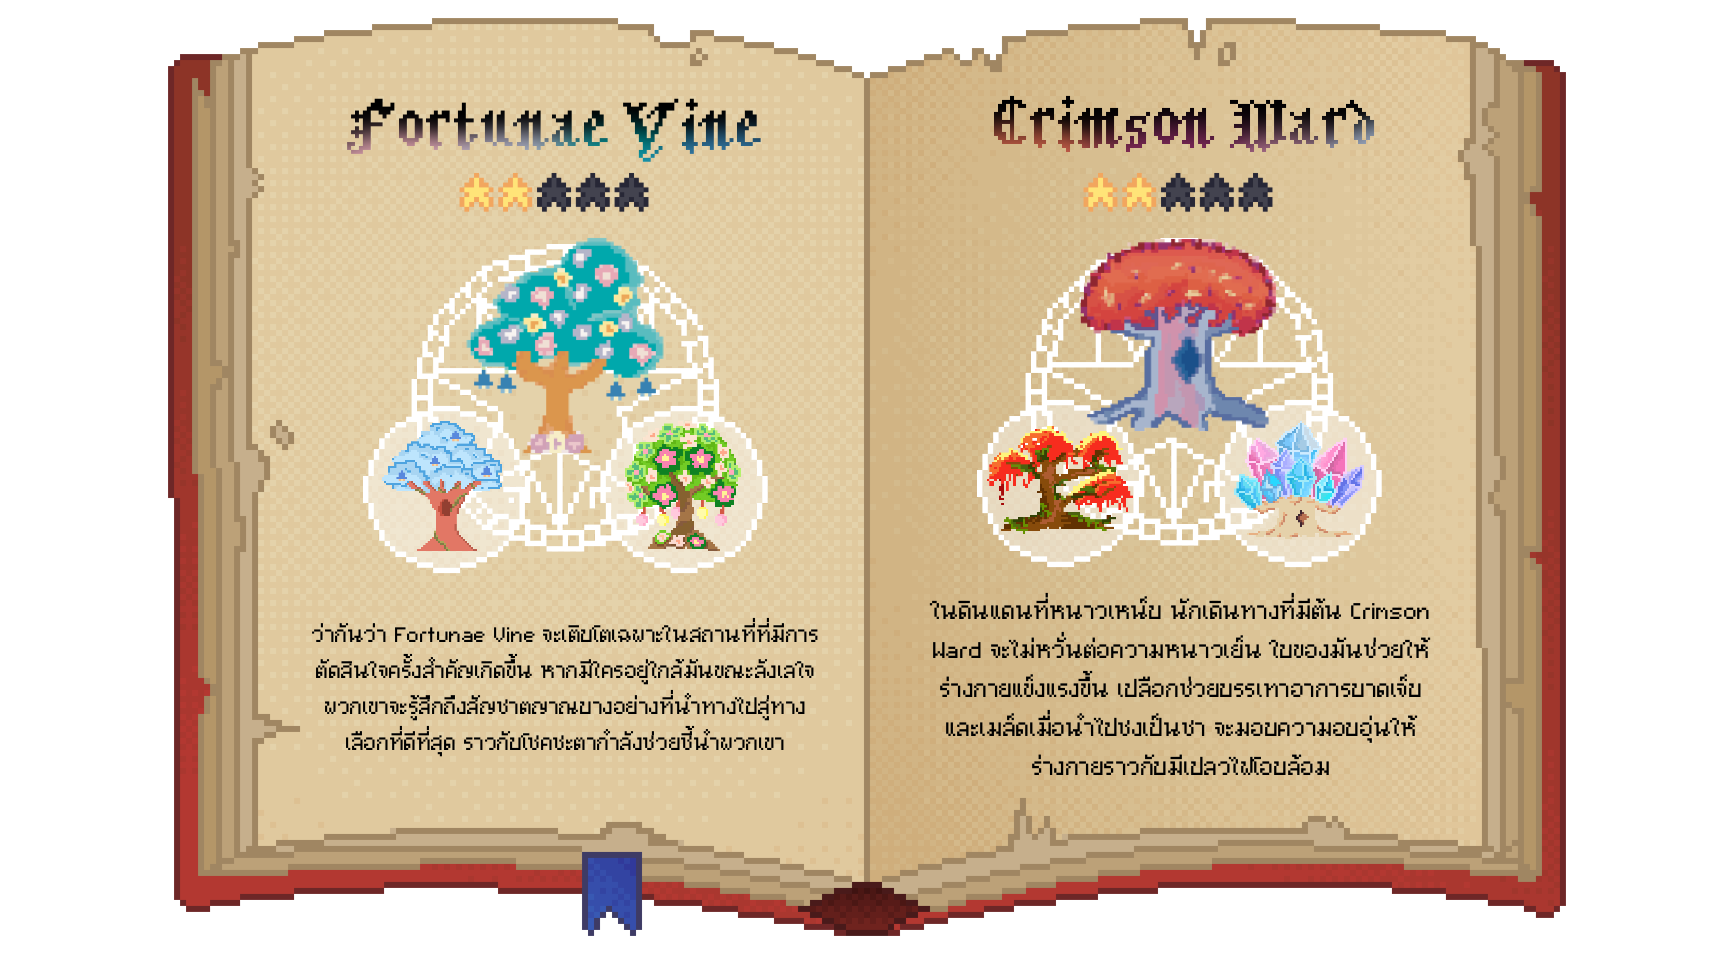 Fortunae Vine
ว่ากันว่า Fortunae Vine จะเติบโตเฉพาะในสถานที่ที่มีการ
ตัดสินใจครั้งสำคัญเกิดขึ้น หากมีใครอยู่ใกล้มันขณะลังเลใจ
พวกเขาจะรู้สึกถึงสัญชาตญาณบางอย่างที่นำทางไปสู่ทาง
เลือกที่ดีที่สุด ราวกับโชคชะตากำลังช่วยชี้นำพวกเขา
Crimson Ward
ในดินแดนที่หนาวเหน็บ นักเดินทางที่มีต้น Crimson
Ward จะไม่หวั่นต่อความหนาวเย็น ใบของมันช่วยให้
ร่างกายแข็งแรงขึ้น เปลือกช่วยบรรเทาอาการบาดเจ็บ
และเมล็ดเมื่อนำไปชงเป็นชา จะมอบความอบอุ่นให้
ร่างกายราวกับมีเปลวไฟโอบล้อม